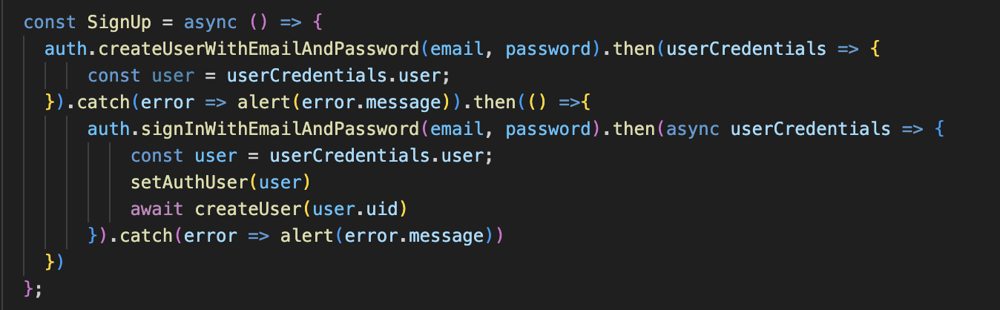 const SignUp = async () => {
auth.createUserWithEmailAndPassword(email, password).then(userCredentials => {
const user = userCredentials.user;
}).catch(error => alert(error.message)).then(() =>{
auth.signInWithEmailAndPassword(email, password).then(async userCredentials => {
const user = userCredentials.user;
setAuthUser(user)
await createUser(user.uid)
}).catch(error => alert(error.message))
})
};